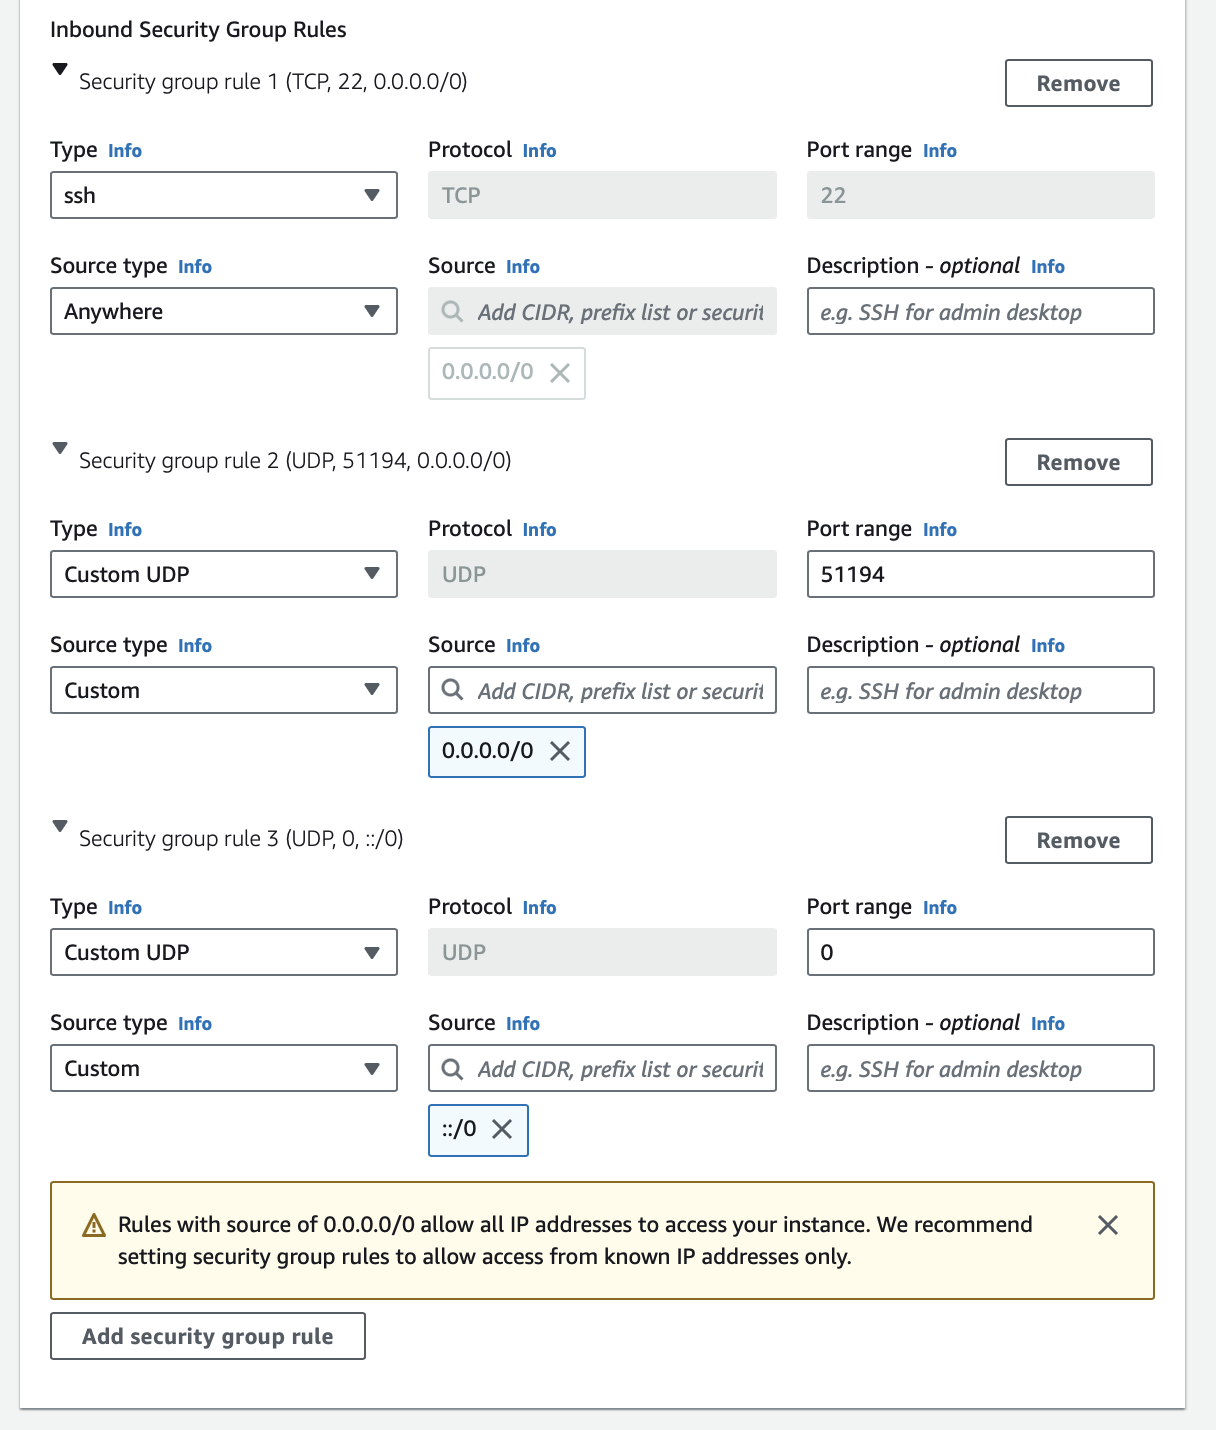 Inbound Security Group Rules
Security group rule 1 (TCP, 22, 0.0.0.0/0)
Remove
Type Info
Protocol Info
Port range Info
ssh
TCP
22
Source type Info
Source Info
Description - optional Info
Anywhere
Add CIDR, prefix list or securit
e.g. SSH for admin desktop
0.0.0.0/0
Security group rule 2 (UDP, 51194, 0.0.0.0/0)
Remove
Type Info
Protocol Info
Port range Info
Custom UDP
UDP
51194
Source type Info
Source Info
Description - optional Info
Custom
Add CIDR, prefix list or securit
e.g. SSH for admin desktop
0.0.0.0/0
Security group rule 3 (UDP, 0, ::/0)
Remove
Type Info
Protocol Info
Port range Info
Custom UDP
UDP
0
Source type Info
Source Info
Description - optional Info
Custom
Add CIDR, prefix list or securit
e.g. SSH for admin desktop
::/0
Rules with source of 0.0.0.0/0 allow all IP addresses to access your instance. We recommend
setting security group rules to allow access from known IP addresses only.
Add security group rule